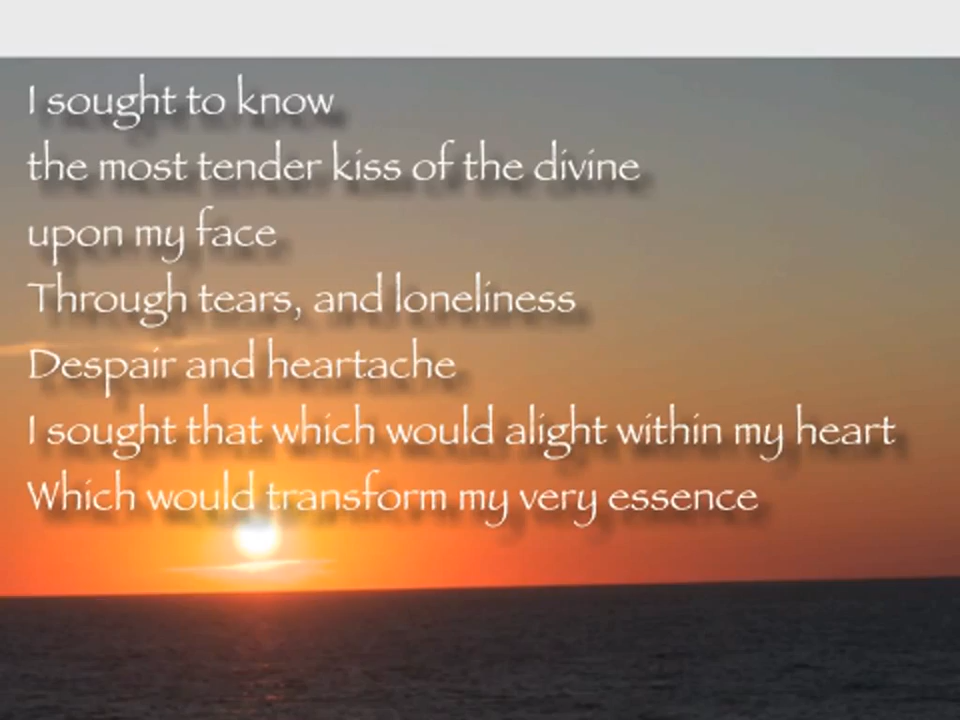 I sought to know
the most tender kiss of the divine
upon my face
Through tears, and loneliness
Despair and heartache
I sought that which would alight within my heart
Which would transform my very essence